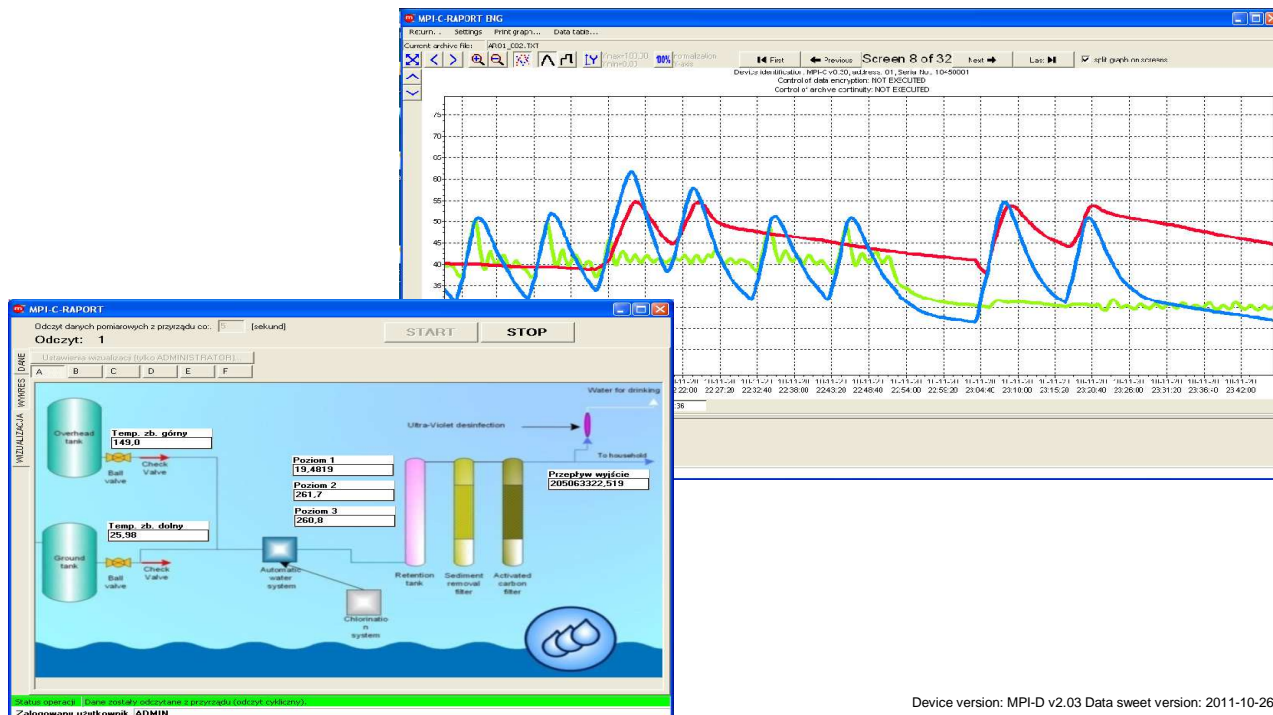 MPI-C-RAPORT ENG
Return... Settings Print graph... Data table...
Current archive file: AR01_C02.TXT
100% normalization
First Previous Screen 8 of 32 Next Last split graph on screens
Device identification: MPI-C v0.20, address: 01, Serial No.: 10450001
Control of data encryption: NOT EXECUTED
Control of archive continuity: NOT EXECUTED
75
70
65
60
55
50
45
40
35
22:22:00 22:27:20 22:32:40 22:38:00 22:43:20 22:48:40 22:54:00 22:59:20 23:04:40 23:10:00 23:15:20 23:20:40 23:26:00 23:31:20 23:36:40 23:42:00
:36
MPI-C-RAPORT
Odczyt danych pomiarowych z przyrządu co: 5 [sekund]
Odczyt: 1
START STOP
Ustawienia wizualizacji (tylko ADMINISTRATOR)...
A B C D E F
DANE
WYKRES
WIZUALIZACJA
Water for drinking
Overhead
tank
Temp. zb. górny
149,0
Ball
valve
Check
Valve
Ultra-Violet desinfection
To household
Poziom 1
19,4819
Poziom 2
261,7
Poziom 3
260,8
Przepływ wyjście
205063322,519
Temp. zb. dolny
25,98
Ground
tank
Ball
valve
Check
Valve
Automatic
water
system
Retention
tank
Sediment
removal
filter
Activated
carbon
filter
Chlorinatio
n
system
Status operacji Dane zostały odczytane z przyrządu (odczyt cykliczny).
Zalogowany użytkownik ADMIN
Device version: MPI-D v2.03 Data sweet version: 2011-10-26